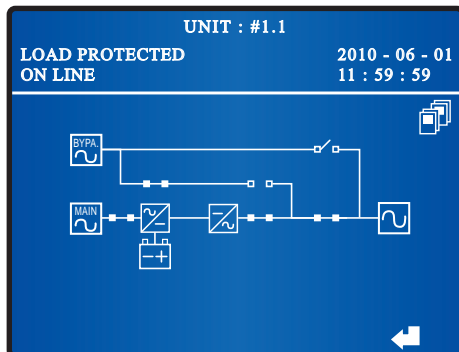 UNIT : #1.1
LOAD PROTECTED
2010 - 06 - 01
ON LINE
11 : 59 : 59
BYPA.
MAIN